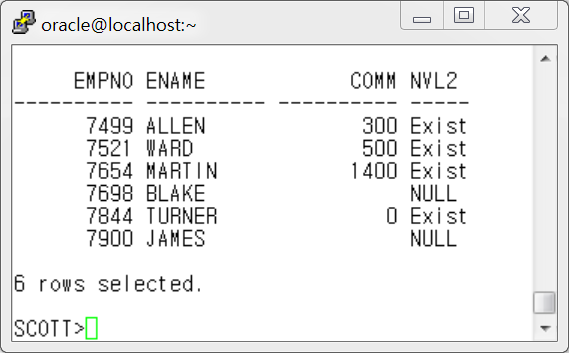 oracle@localhost:~
     EMPNO ENAME            COMM NVL2
---------- ---------- ---------- -----
      7499 ALLEN             300 Exist
      7521 WARD              500 Exist
      7654 MARTIN           1400 Exist
      7698 BLAKE                 NULL
      7844 TURNER              0 Exist
      7900 JAMES                 NULL
6 rows selected.
SCOTT>